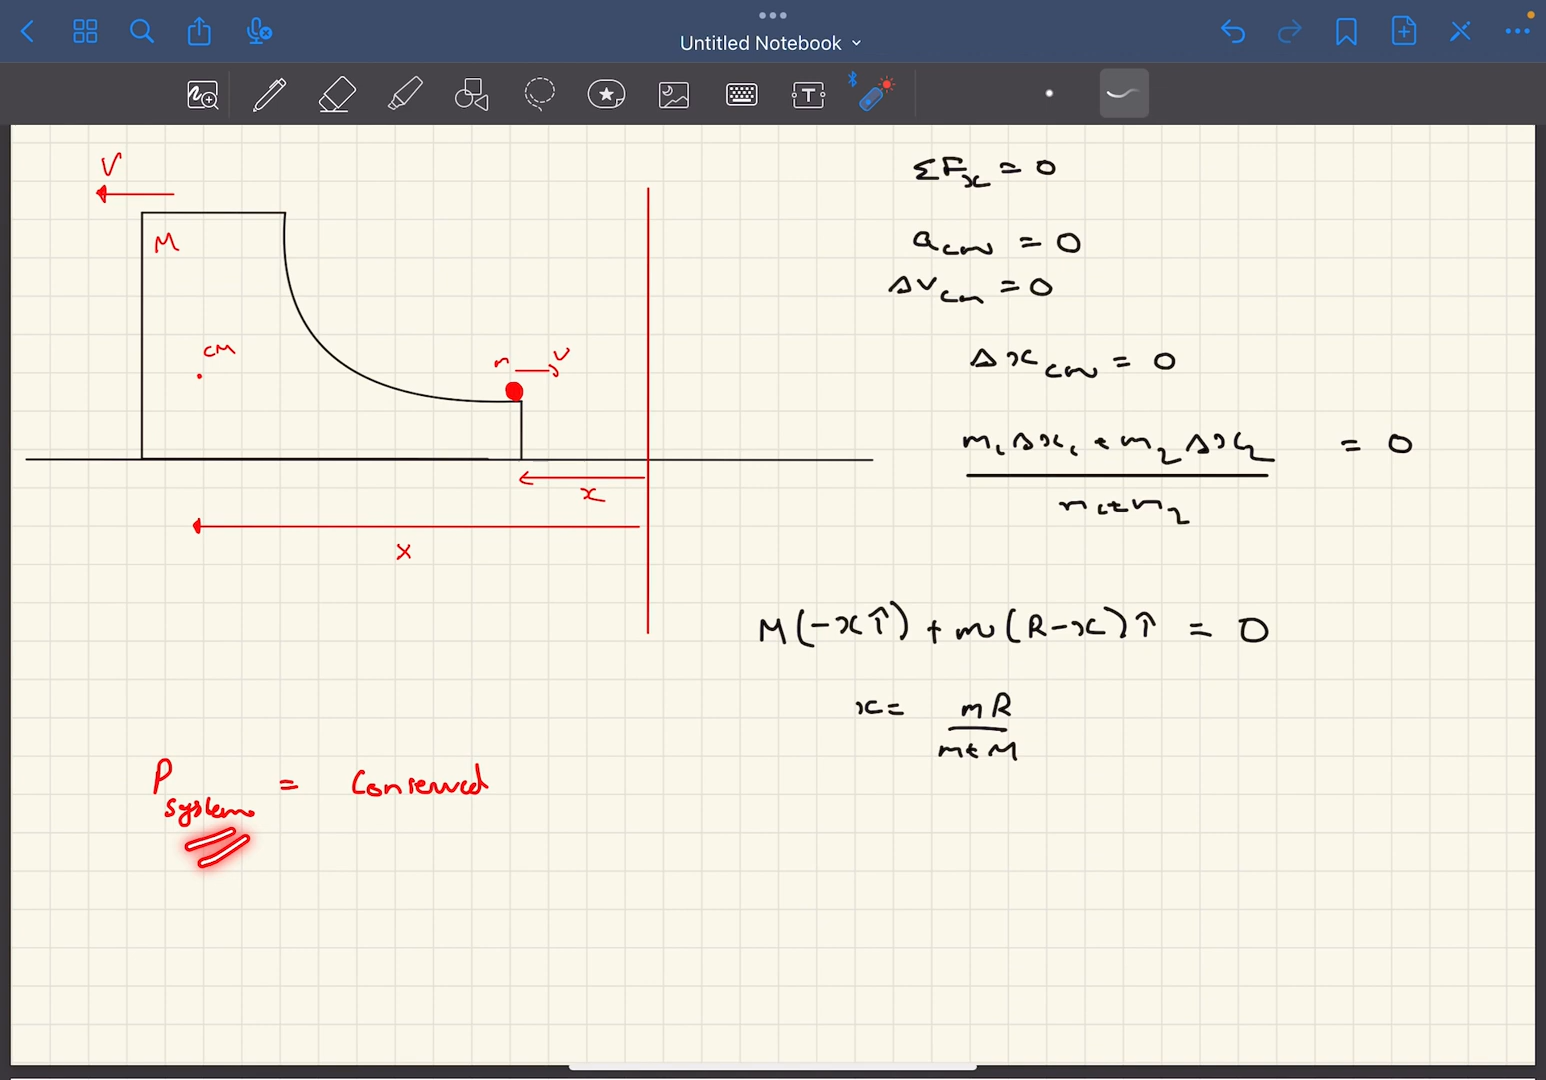 Untitled Notebook
T
V
M
CM
m v
x
X
P system = Conserved
ΣFx = 0
acm = 0
Δvcm = 0
Δxcm = 0
m₁Δx₁ + m₂Δx₂ = 0
m₁+m₂
M(-xî) + m(R-x)î = 0
x = mR
m+M